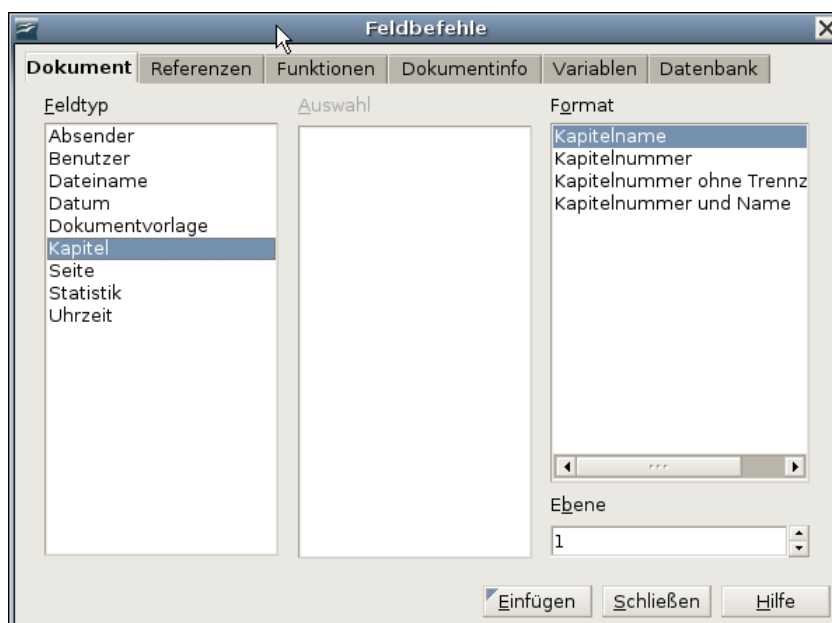 Feldbefehle
Dokument Referenzen Funktionen Dokumentinfo Variablen Datenbank
Feldtyp
Absender
Benutzer
Dateiname
Datum
Dokumentvorlage
Kapitel
Seite
Statistik
Uhrzeit
Auswahl
Format
Kapitelname
Kapitelnummer
Kapitelnummer ohne Trennz
Kapitelnummer und Name
Ebene
1
Einfügen Schließen Hilfe